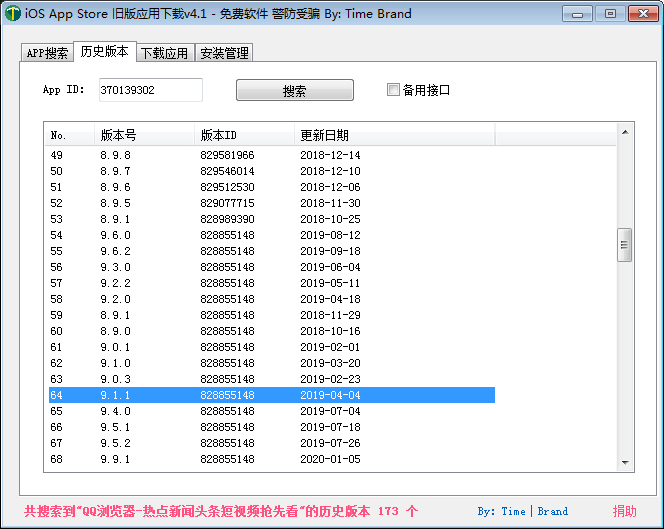 iOS App Store 旧版应用下载v4.1 - 免费软件 警防受骗 By: Time Brand
APP搜索 历史版本 下载应用 安装管理
App ID: 370139302 搜索 备用接口
No. 版本号 版本ID 更新日期
49 8.9.8 829581966 2018-12-14
50 8.9.7 829546014 2018-12-10
51 8.9.6 829512530 2018-12-06
52 8.9.5 829077715 2018-11-30
53 8.9.1 828989390 2018-10-25
54 9.6.0 828855148 2019-08-12
55 9.6.2 828855148 2019-09-18
56 9.3.0 828855148 2019-06-04
57 9.2.2 828855148 2019-05-11
58 9.2.0 828855148 2019-04-18
59 8.9.1 828855148 2018-11-29
60 8.9.0 828855148 2018-10-16
61 9.0.1 828855148 2019-02-01
62 9.1.0 828855148 2019-03-20
63 9.0.3 828855148 2019-02-23
64 9.1.1 828855148 2019-04-04
65 9.4.0 828855148 2019-07-04
66 9.5.1 828855148 2019-07-18
67 9.5.2 828855148 2019-07-26
68 9.9.1 828855148 2020-01-05
共搜索到"QQ浏览器-热点新闻头条短视频抢先看"的历史版本 173 个 By: Time|Brand 捐助